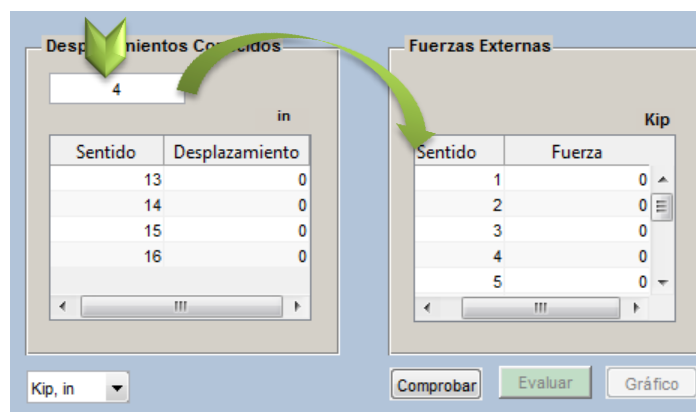 Desp mientos Co cidos
4
in
Sentido Desplazamiento
13 0
14 0
15 0
16 0
Kip, in
Fuerzas Externas
Kip
Sentido Fuerza
1 0
2 0
3 0
4 0
5 0
Comprobar Evaluar Gráfico